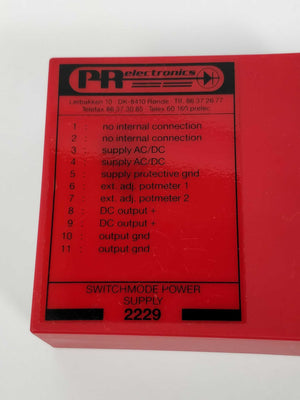 PR electronics
Lerbakken 10 · DK-8410 Rønde · Tlf. 86 37 26 77
Telefax 86 37 30 85 · Telex 60 165 prelec
1 : no internal connection
2 : no internal connection
3 : supply AC/DC
4 : supply AC/DC
5 : supply protective gnd
6 : ext. adj. potmeter 1
7 : ext. adj. potmeter 2
8 : DC output +
9 : DC output +
10 : output gnd
11 : output gnd
SWITCHMODE POWER
SUPPLY
2229